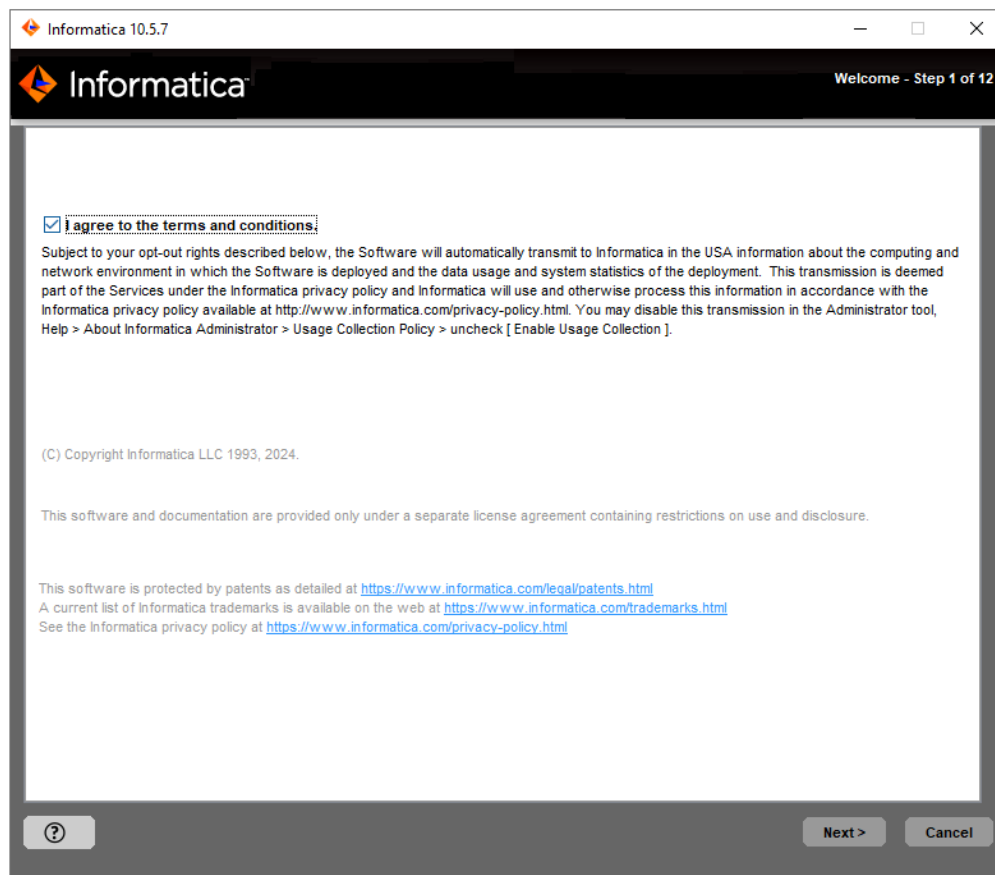 Informatica 10.5.7
Informatica
Welcome - Step 1 of 12
I agree to the terms and conditions.
Subject to your opt-out rights described below, the Software will automatically transmit to Informatica in the USA information about the computing and
network environment in which the Software is deployed and the data usage and system statistics of the deployment. This transmission is deemed
part of the Services under the Informatica privacy policy and Informatica will use and otherwise process this information in accordance with the
Informatica privacy policy available at http://www.informatica.com/privacy-policy.html. You may disable this transmission in the Administrator tool,
Help > About Informatica Administrator > Usage Collection Policy > uncheck [ Enable Usage Collection ].
(C) Copyright Informatica LLC 1993, 2024.
This software and documentation are provided only under a separate license agreement containing restrictions on use and disclosure.
This software is protected by patents as detailed at https://www.informatica.com/legal/patents.html
A current list of Informatica trademarks is available on the web at https://www.informatica.com/trademarks.html
See the Informatica privacy policy at https://www.informatica.com/privacy-policy.html
?
Next >
Cancel